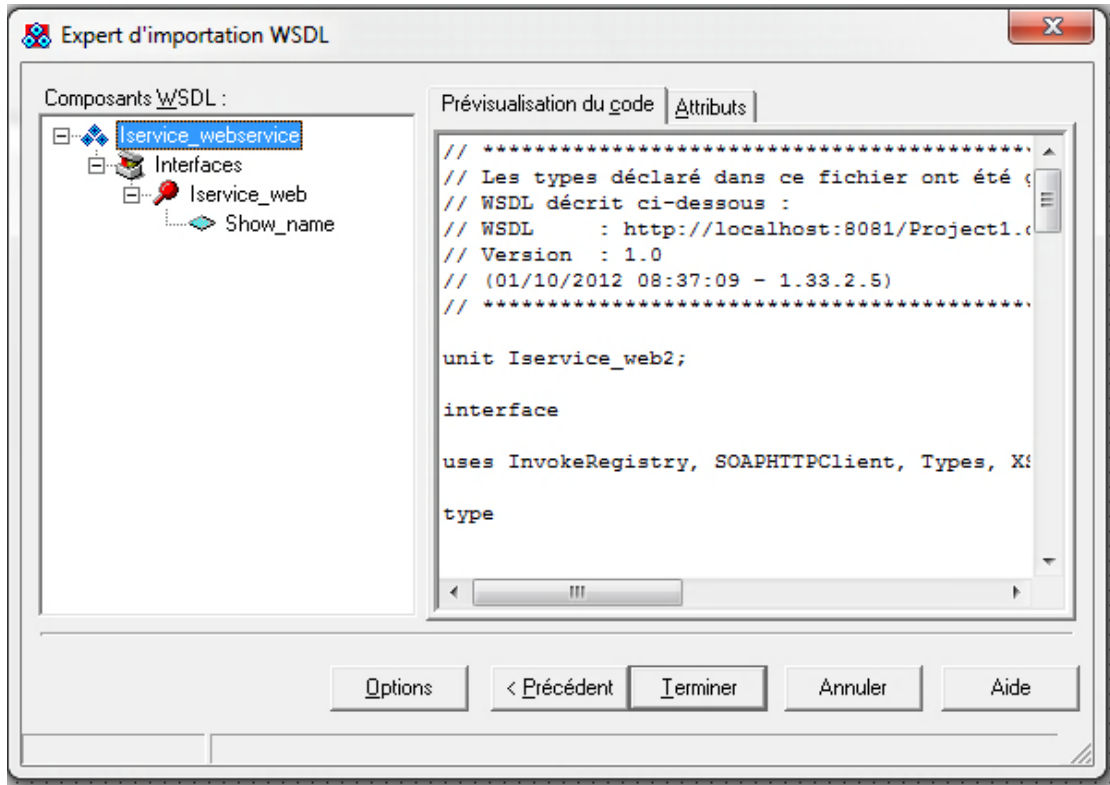 Expert d'importation WSDL
Composants WSDL :
Iservice_webservice
Interfaces
Iservice_web
Show_name
Prévisualisation du code
Attributs
// *******************************************
// Les types déclaré dans ce fichier ont été
// WSDL décrit ci-dessous :
// WSDL     : http://localhost:8081/Project1.
// Version  : 1.0
// (01/10/2012 08:37:09 - 1.33.2.5)
// *******************************************
unit Iservice_web2;
interface
uses InvokeRegistry, SOAPHTTPClient, Types,
type
Options
< Précédent
Terminer
Annuler
Aide